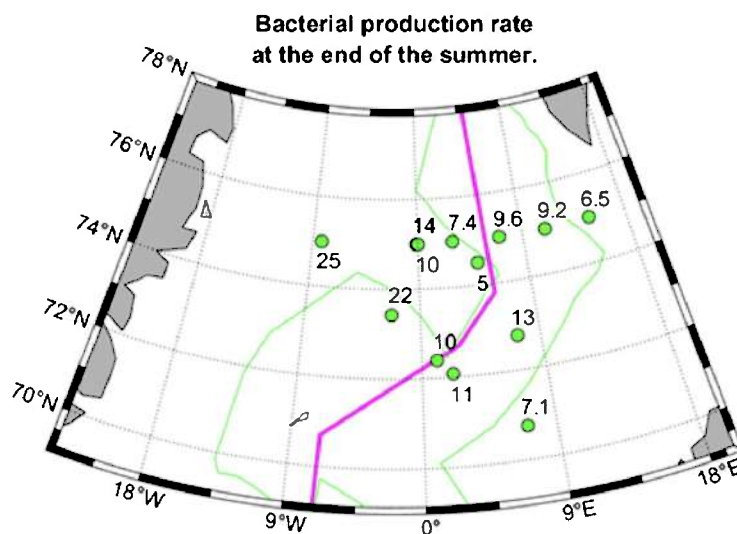 Bacterial production rate
at the end of the summer.
78°N
76°N
74°N
72°N
70°N
25
14
10
7.4
9.6
9.2
6.5
5
22
13
10
11
7.1
18°W
9°W
0°
9°E
18°E